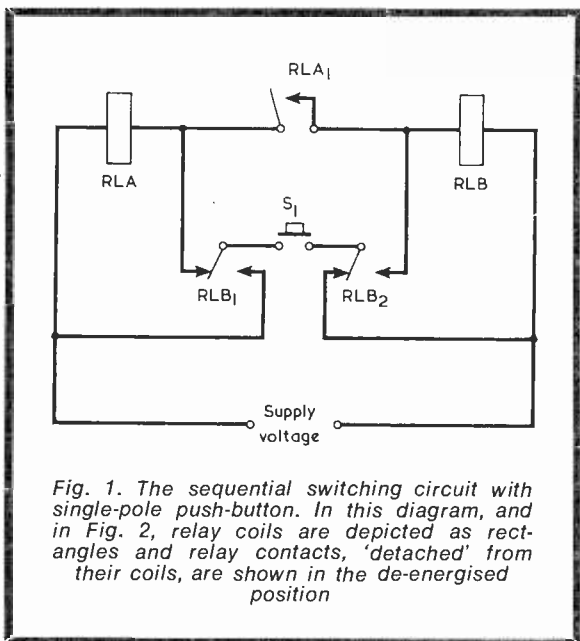 RLA₁
RLA
RLB
S₁
RLB₁
RLB₂
Supply
voltage
Fig. 1. The sequential switching circuit with
single-pole push-button. In this diagram, and
in Fig. 2, relay coils are depicted as rect-
angles and relay contacts, 'detached' from
their coils, are shown in the de-energised
position